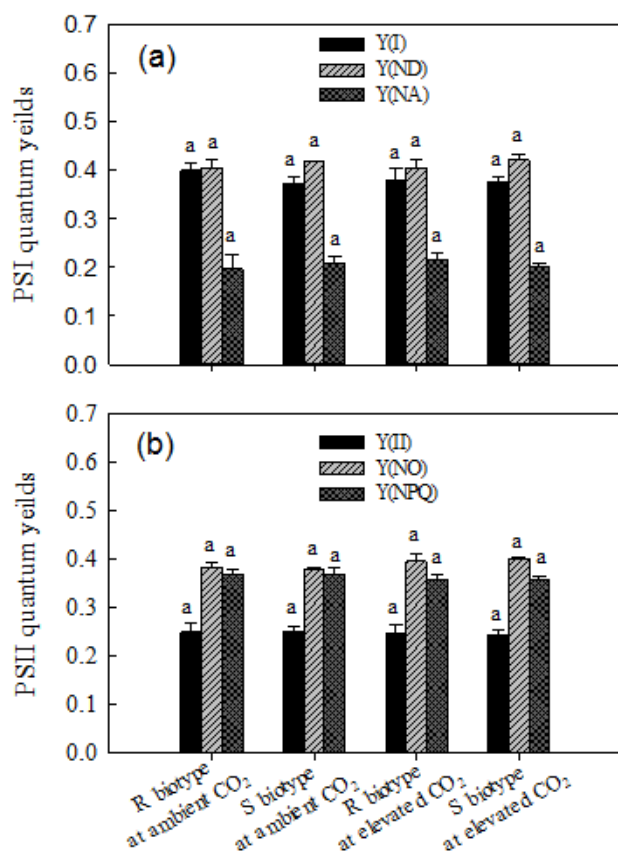 0.7
(a)
Y(I)
0.6
Y(ND)
Y(NA)
0.5
a a a a a a a a
0.4
0.3
a a a a
0.2
0.1
0.0
PSI quantum yeilds
0.7
(b)
Y(II)
0.6
Y(NO)
Y(NPQ)
0.5
a a a a a a a a
0.4
0.3
a a a a
0.2
0.1
0.0
PSII quantum yeilds
R biotype
at ambient CO₂
S biotype
at ambient CO₂
R biotype
at elevated CO₂
S biotype
at elevated CO₂